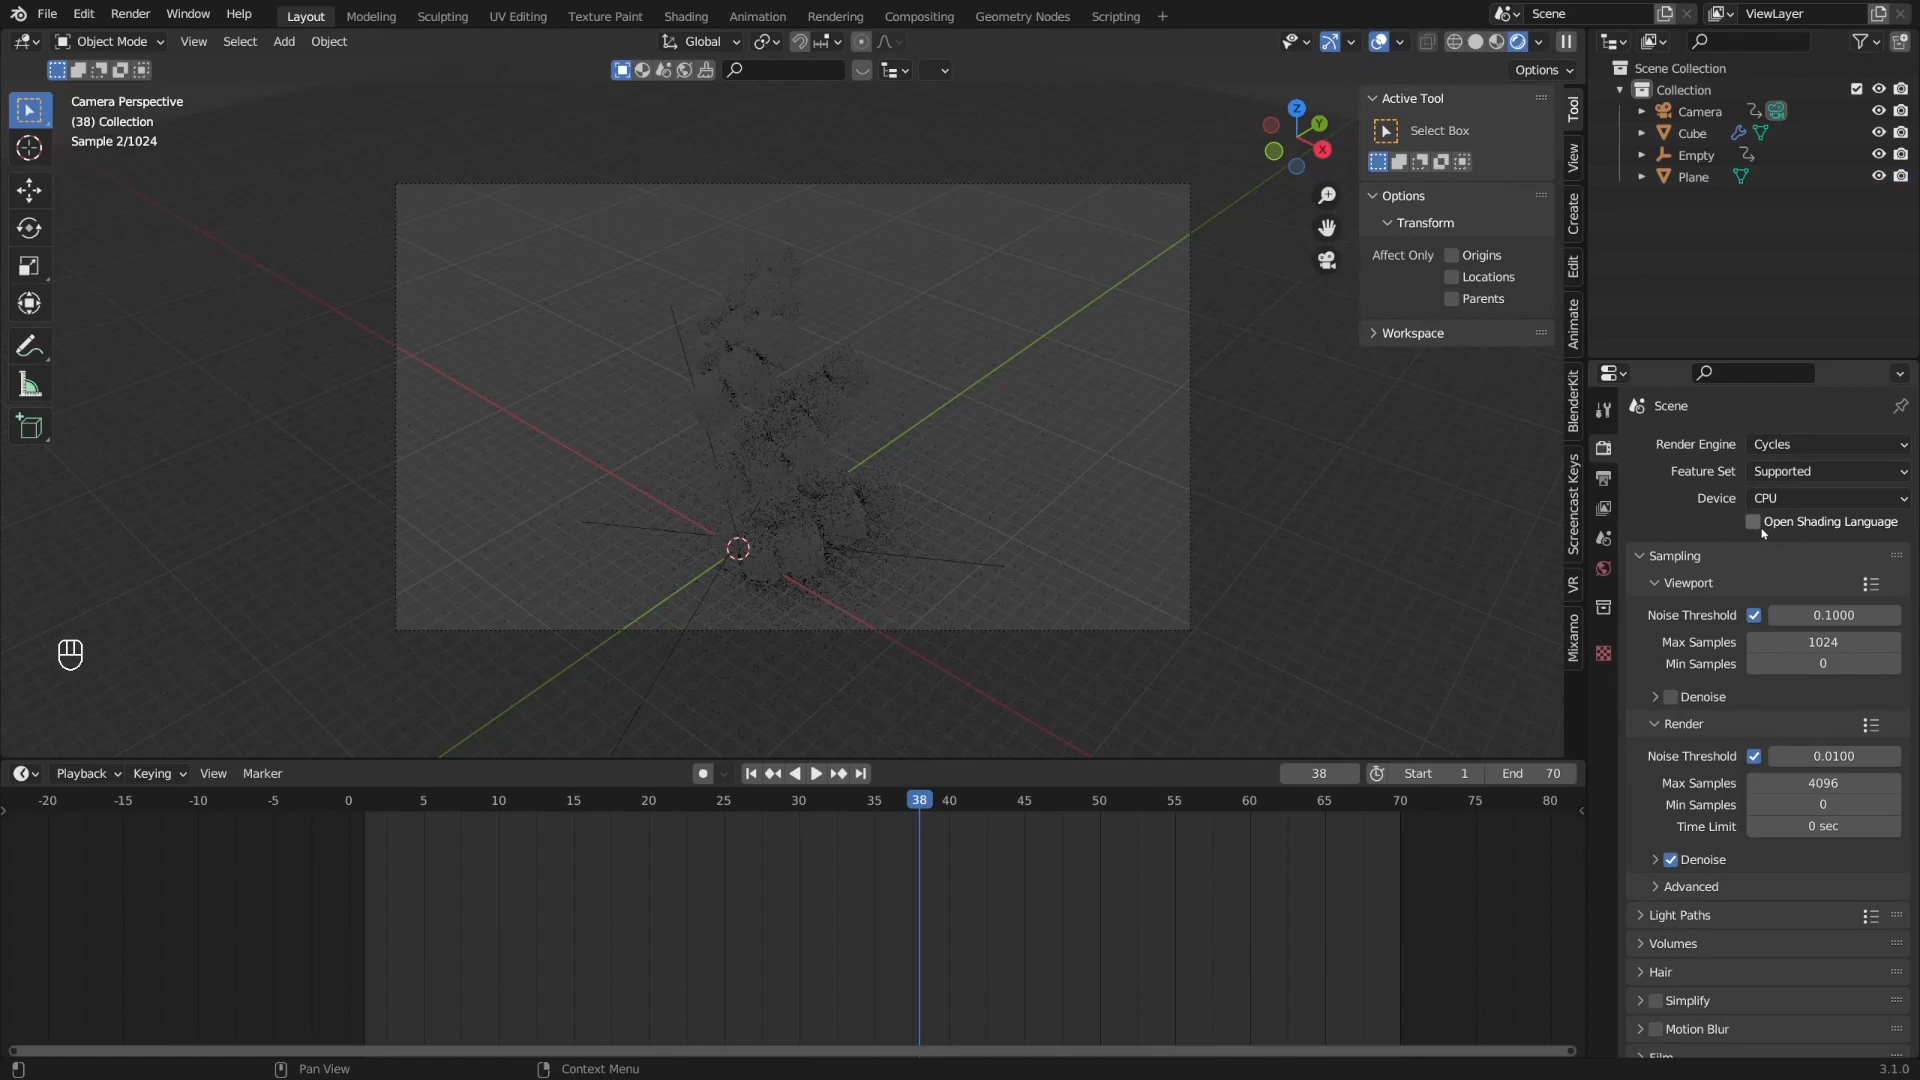 File Edit Render Window Help Layout Modeling Sculpting UV Editing Texture Paint Shading Animation Rendering Compositing Geometry Nodes Scripting + Scene ViewLayer
Object Mode View Select Add Object Global
Options
Camera Perspective
(38) Collection
Sample 2/1024
Z
Y
X
Active Tool
Select Box
Options
Transform
Affect Only Origins
Locations
Parents
Workspace
Tool
View
Create
Edit
Animate
BlenderKit
Screencast Keys
VR
Mixamo
Scene Collection
Collection
Camera
Cube
Empty
Plane
Scene
Render Engine Cycles
Feature Set Supported
Device CPU
Open Shading Language
Sampling
Viewport
Noise Threshold 0.1000
Max Samples 1024
Min Samples 0
Denoise
Render
Noise Threshold 0.0100
Max Samples 4096
Min Samples 0
Time Limit 0 sec
Denoise
Advanced
Light Paths
Volumes
Hair
Simplify
Motion Blur
Film
Playback Keying View Marker 38 Start 1 End 70
-20 -15 -10 -5 0 5 10 15 20 25 30 35 38 40 45 50 55 60 65 70 75 80
Pan View Context Menu 3.1.0